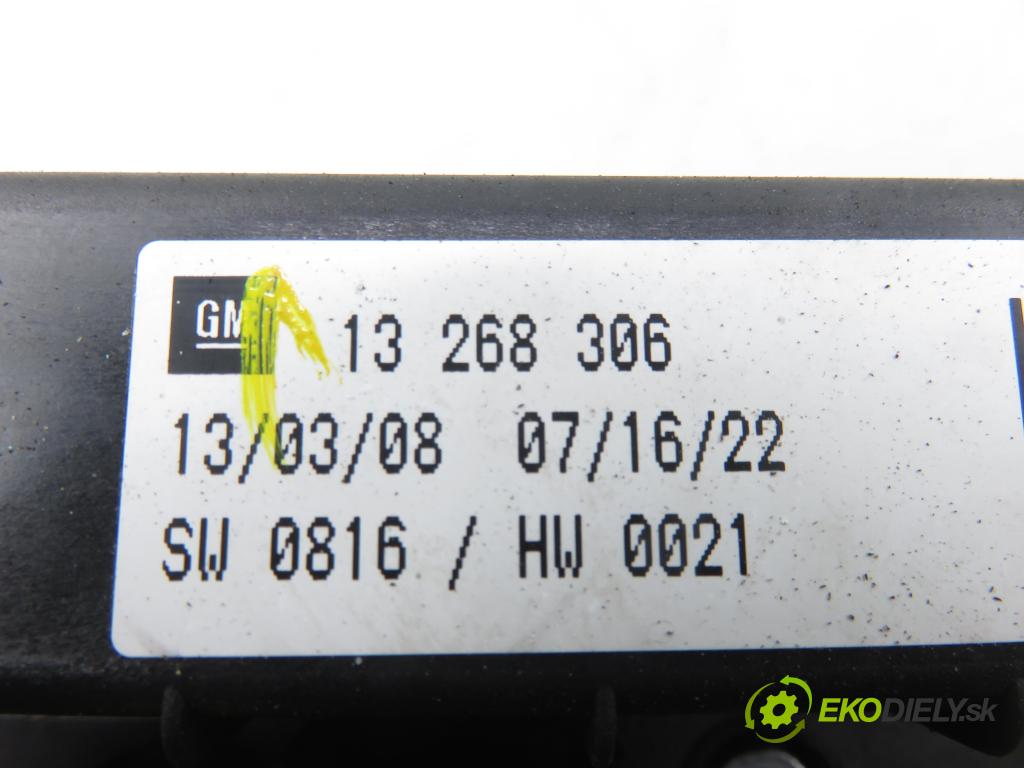 GM 13 268 306
13/03/08 07/16/22
SW 0816 / HW 0021
EKODIELY.sk